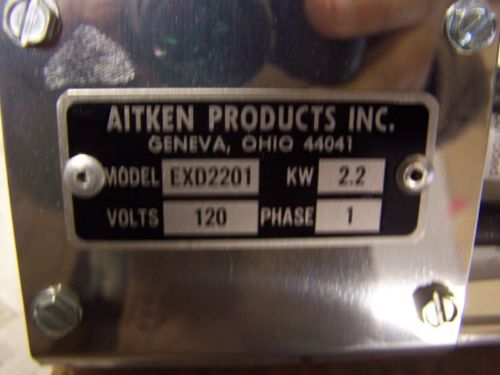 AITKEN PRODUCTS INC.
GENEVA, OHIO 44041
MODEL EXD2201 KW 2.2
VOLTS 120 PHASE 1